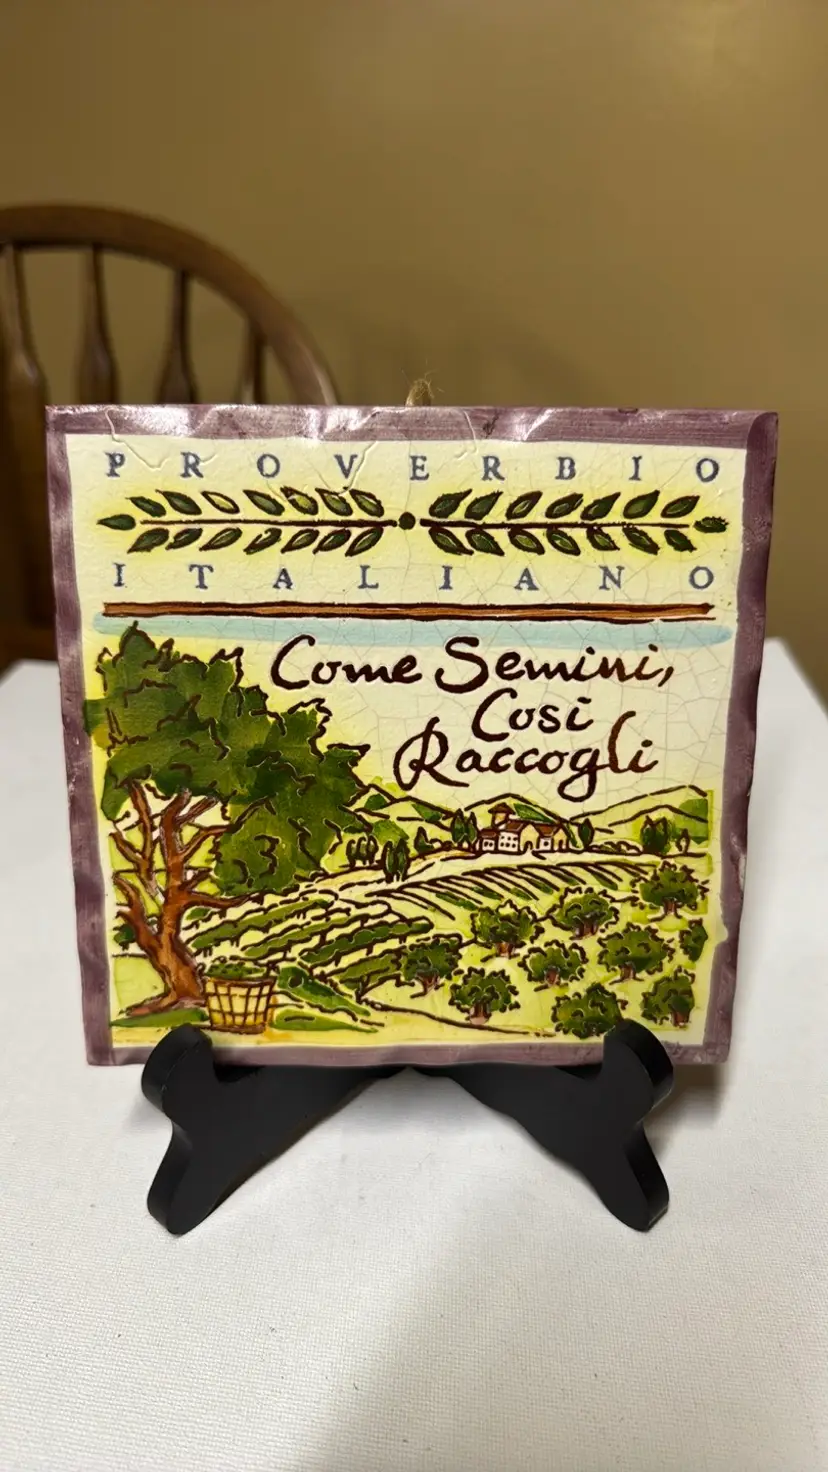 PROVERBIO
ITALIANO
Come Semini,
Cosi
Raccogli